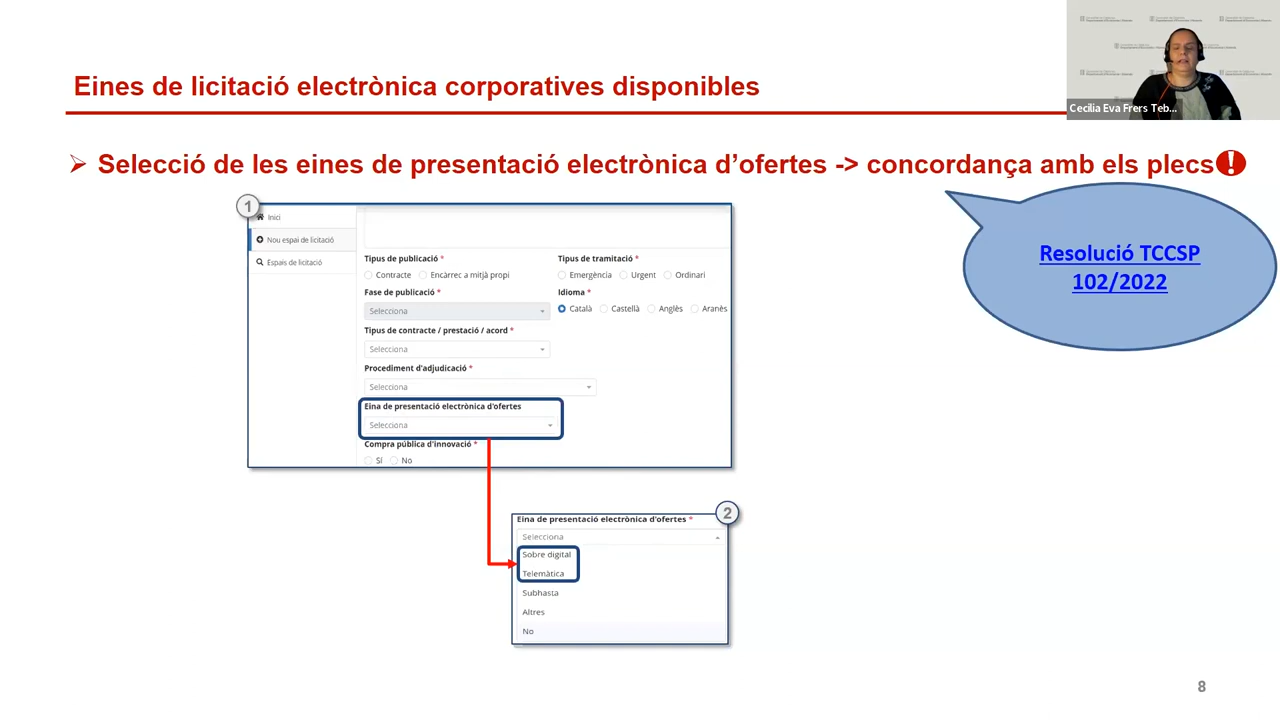 Eines de licitació electrònica corporatives disponibles
Cecilia Eva Frers Teb...
Selecció de les eines de presentació electrònica d'ofertes -> concordança amb els plecs!
Resolució TCCSP
102/2022
1
Inici
Nou espai de licitació
Espais de licitació
Tipus de publicació * Tipus de tramitació *
Contracte Encàrrec a mitjà propi Emergència Urgent Ordinari
Fase de publicació * Idioma *
Selecciona Català Castellà Anglès Aranès
Tipus de contracte / prestació / acord *
Selecciona
Procediment d'adjudicació *
Selecciona
Eina de presentació electrònica d'ofertes
Selecciona
Compra pública d'innovació *
Sí No
2
Eina de presentació electrònica d'ofertes *
Selecciona
Sobre digital
Telemàtica
Subhasta
Altres
No
8